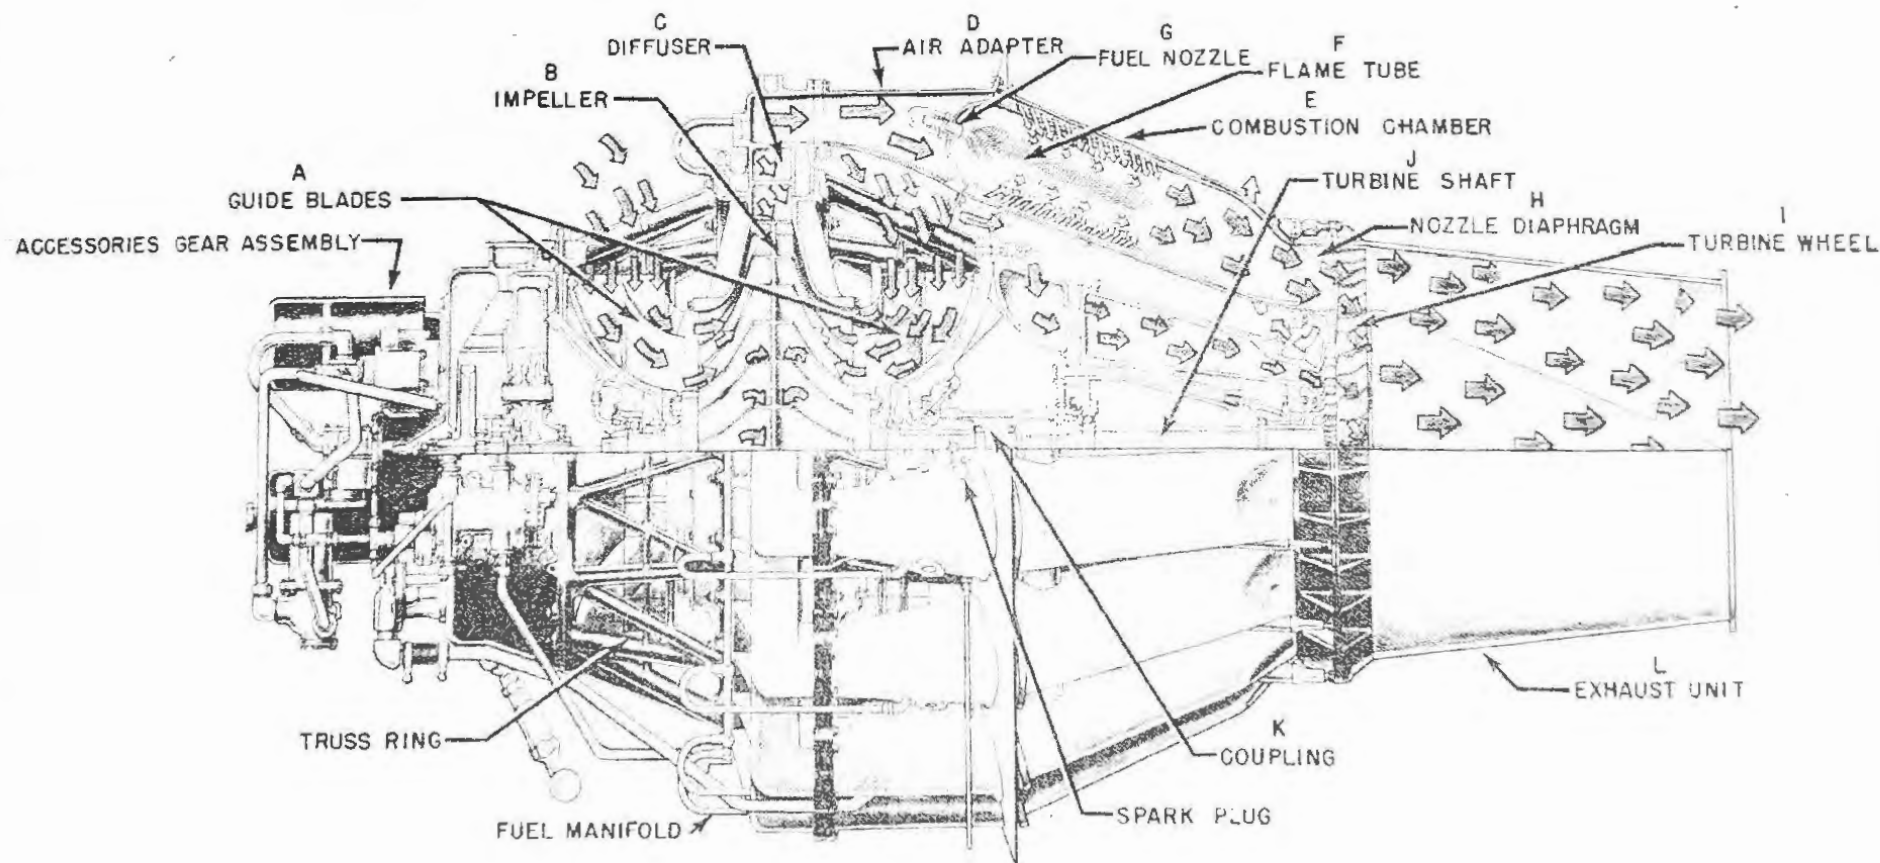 C
DIFFUSER
D
AIR ADAPTER
G
FUEL NOZZLE
F
FLAME TUBE
B
IMPELLER
E
COMBUSTION CHAMBER
A
GUIDE BLADES
J
TURBINE SHAFT
H
NOZZLE DIAPHRAGM
I
TURBINE WHEEL
ACCESSORIES GEAR ASSEMBLY
L
EXHAUST UNIT
TRUSS RING
K
COUPLING
FUEL MANIFOLD
SPARK PLUG